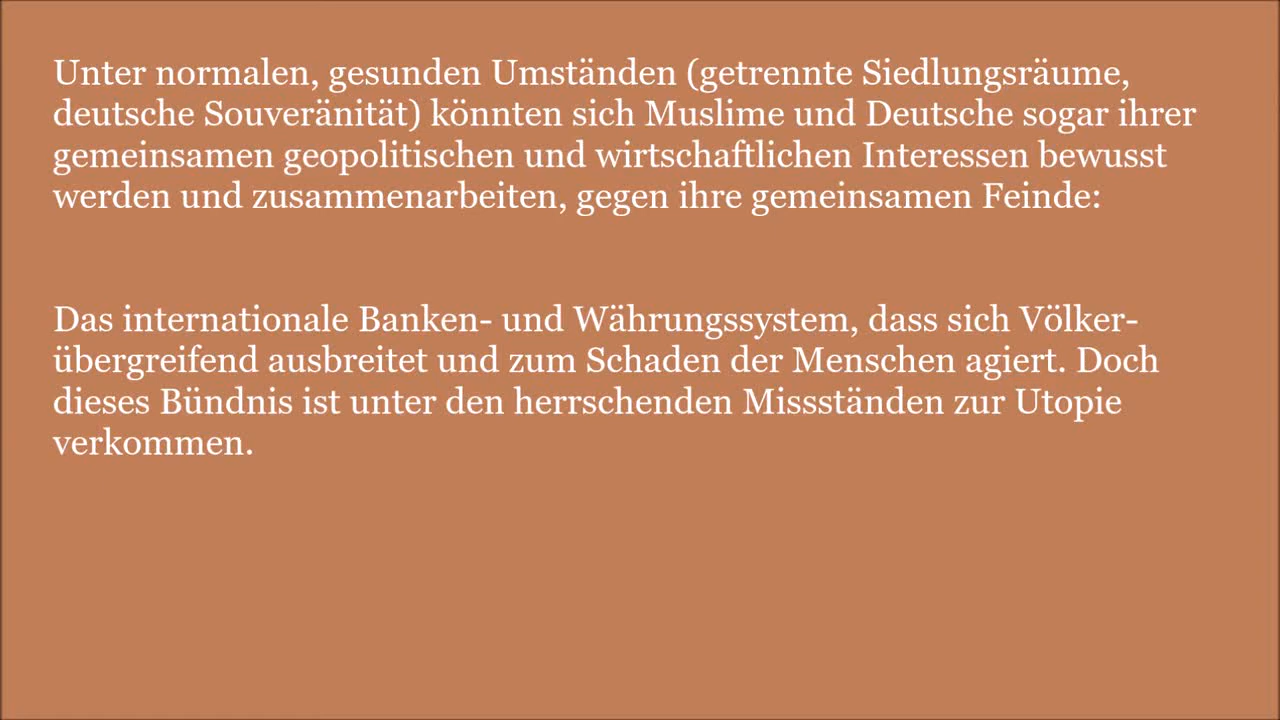 Unter normalen, gesunden Umständen (getrennte Siedlungsräume,
deutsche Souveränität) könnten sich Muslime und Deutsche sogar ihrer
gemeinsamen geopolitischen und wirtschaftlichen Interessen bewusst
werden und zusammenarbeiten, gegen ihre gemeinsamen Feinde:
Das internationale Banken- und Währungssystem, dass sich Völker-
übergreifend ausbreitet und zum Schaden der Menschen agiert. Doch
dieses Bündnis ist unter den herrschenden Missständen zur Utopie
verkommen.